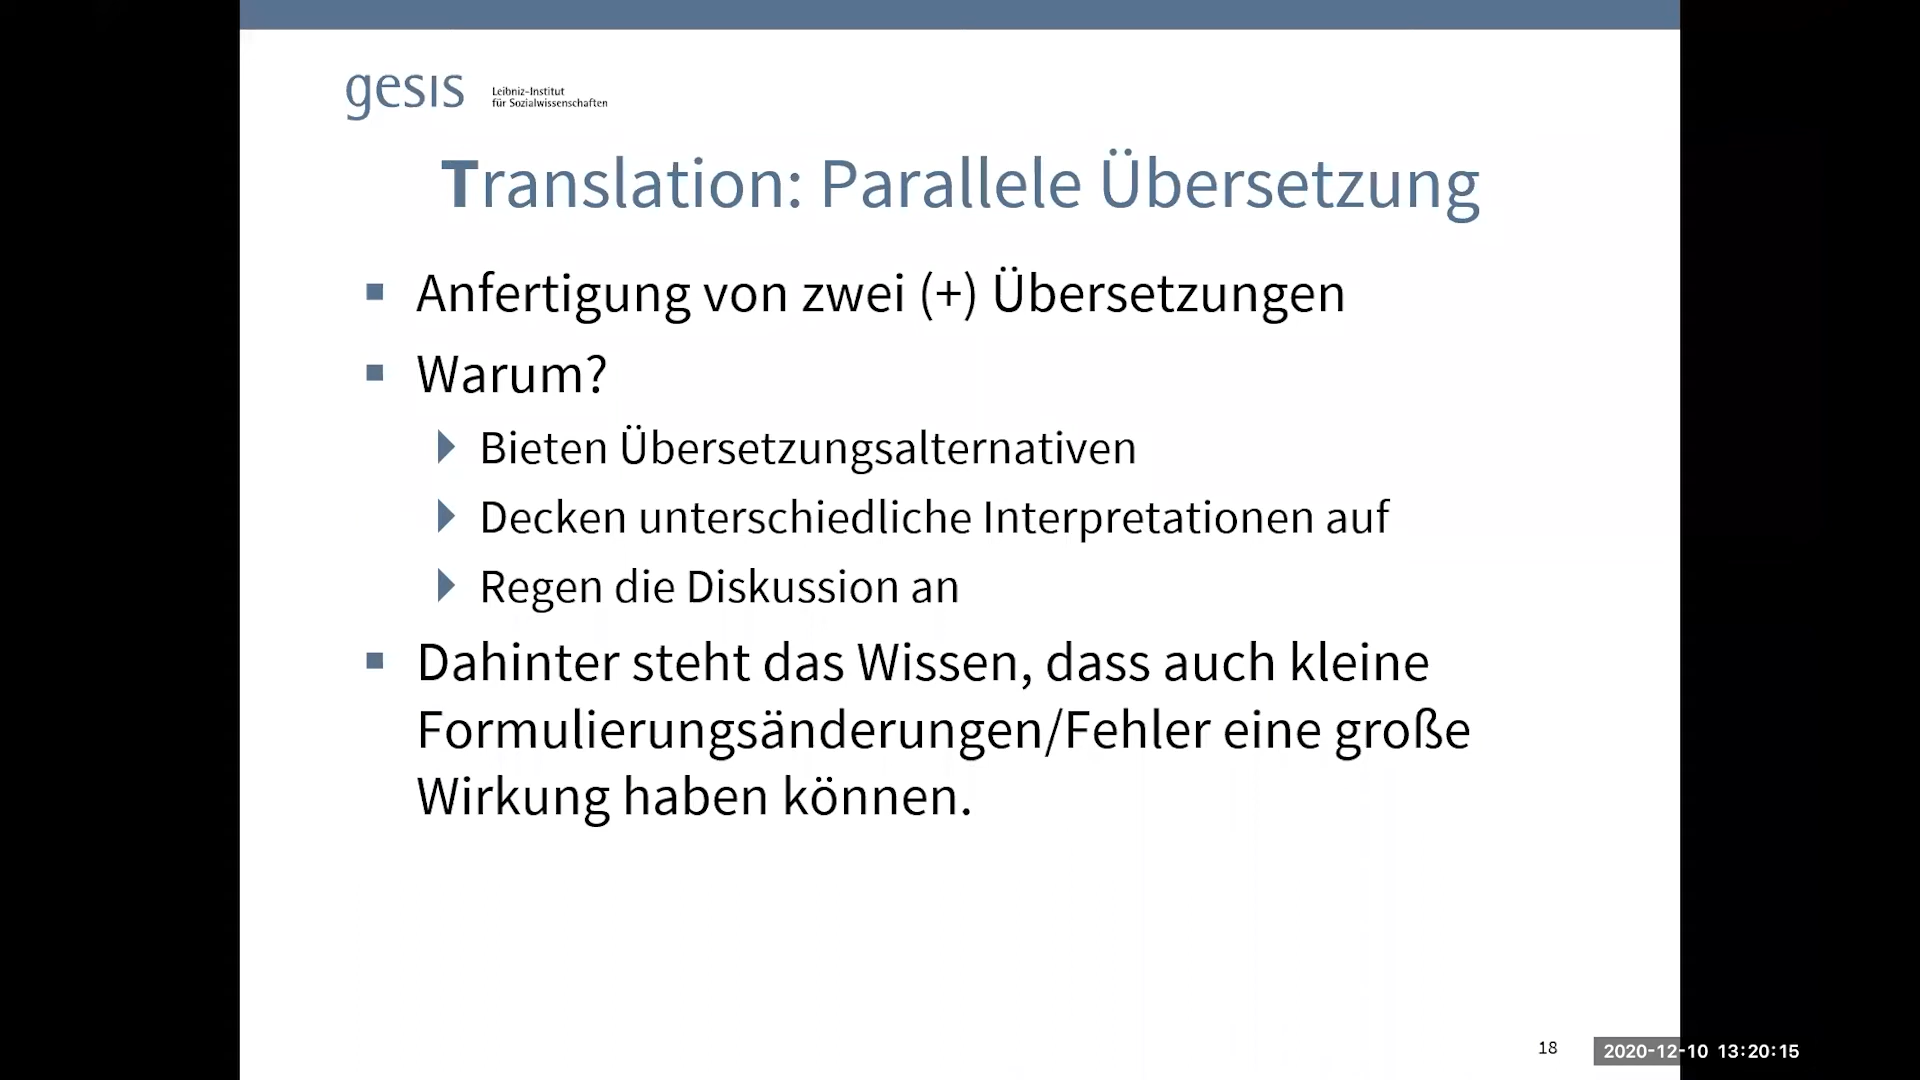 gesis
Leibniz-Institut
für Sozialwissenschaften
Translation: Parallele Übersetzung
Anfertigung von zwei (+) Übersetzungen
Warum?
Bieten Übersetzungsalternativen
Decken unterschiedliche Interpretationen auf
Regen die Diskussion an
Dahinter steht das Wissen, dass auch kleine
Formulierungsänderungen/Fehler eine große
Wirkung haben können.
18
2020-12-10 13:20:15